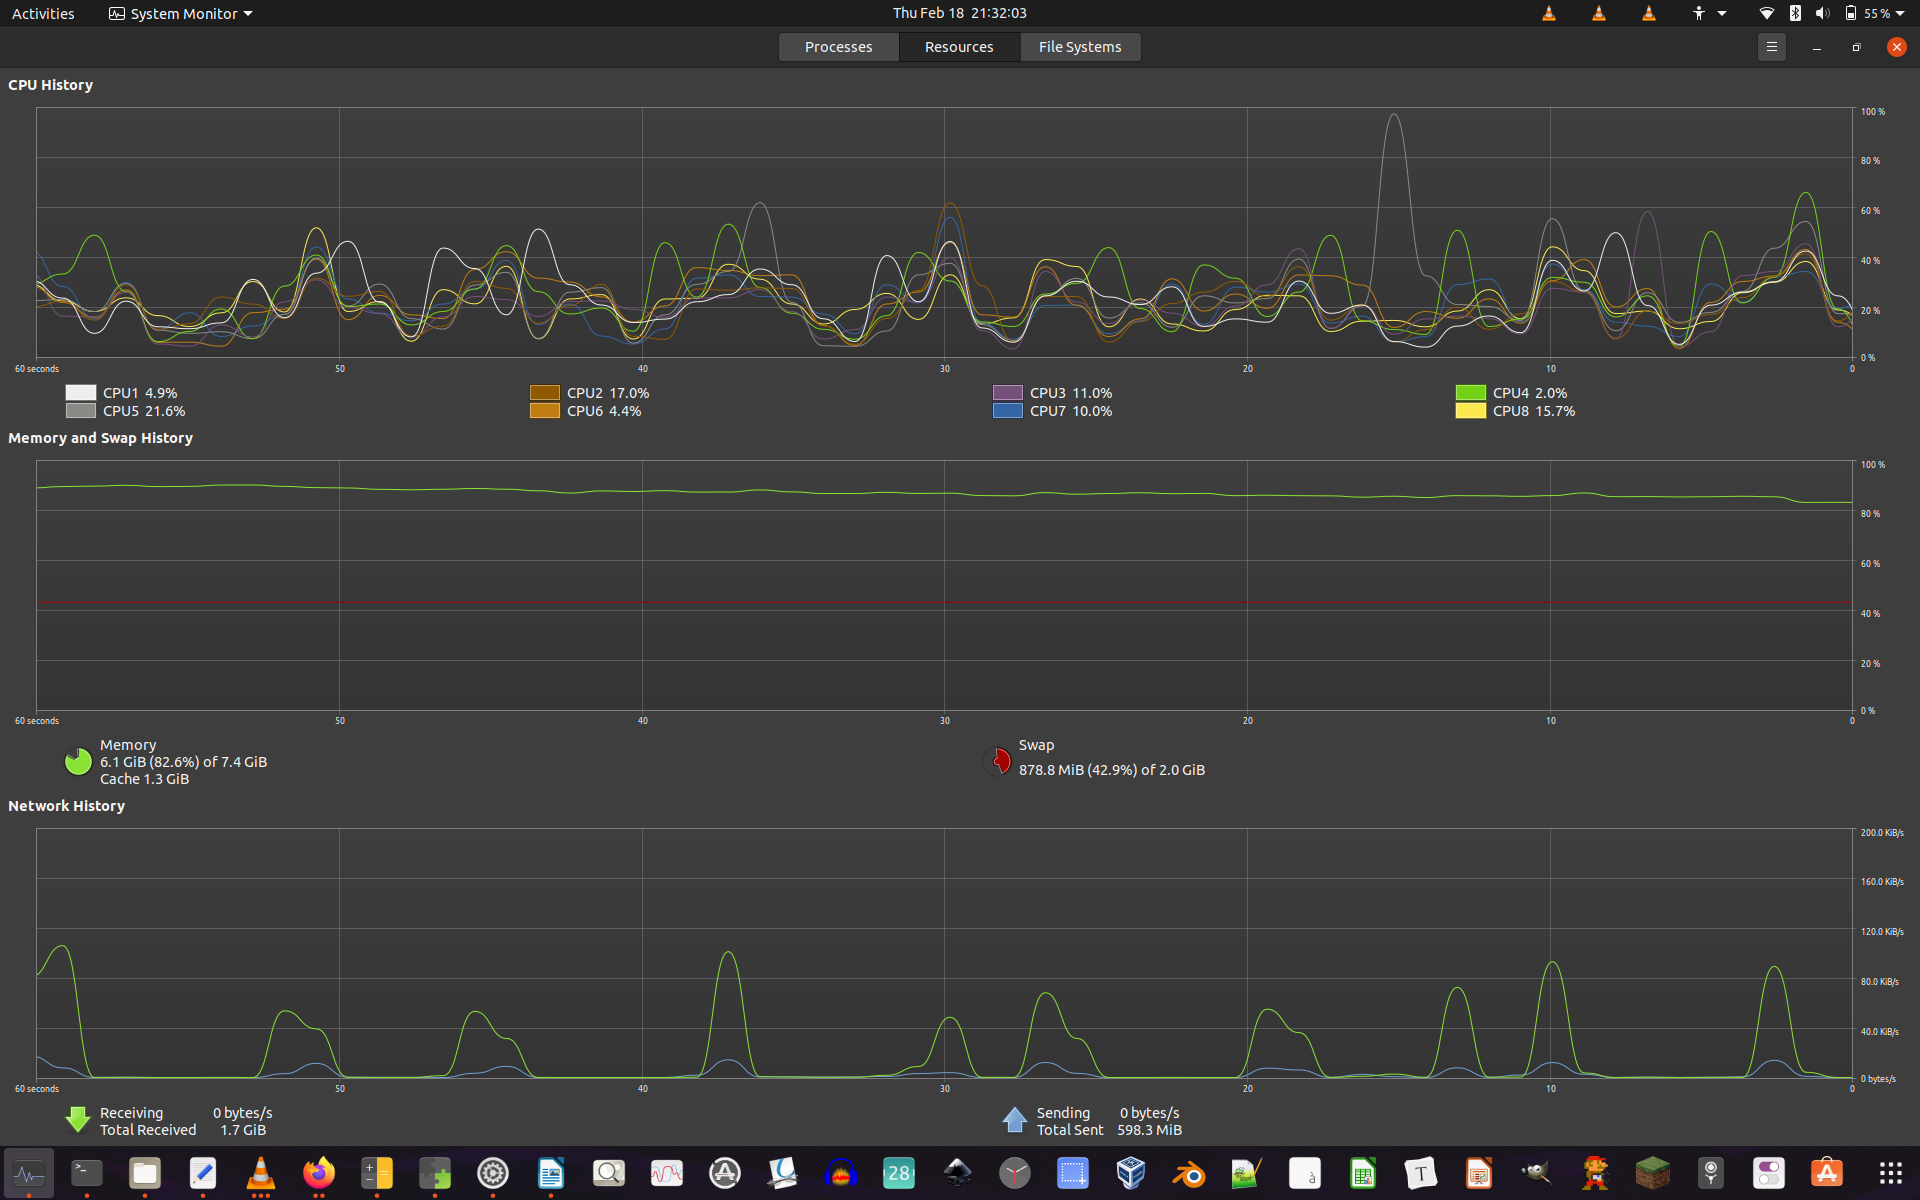 Activities System Monitor Thu Feb 18 21:32:03 55 %
Processes Resources File Systems
CPU History
100 %
80 %
60 %
40 %
20 %
0 %
60 seconds 50 40 30 20 10 0
CPU1 4.9% CPU2 17.0% CPU3 11.0% CPU4 2.0%
CPU5 21.6% CPU6 4.4% CPU7 10.0% CPU8 15.7%
Memory and Swap History
100 %
80 %
60 %
40 %
20 %
0 %
60 seconds 50 40 30 20 10 0
Memory
6.1 GiB (82.6%) of 7.4 GiB
Cache 1.3 GiB
Swap
878.8 MiB (42.9%) of 2.0 GiB
Network History
200.0 KiB/s
160.0 KiB/s
120.0 KiB/s
80.0 KiB/s
40.0 KiB/s
0 bytes/s
60 seconds 50 40 30 20 10 0
Receiving 0 bytes/s
Total Received 1.7 GiB
Sending 0 bytes/s
Total Sent 598.3 MiB
28
à
T